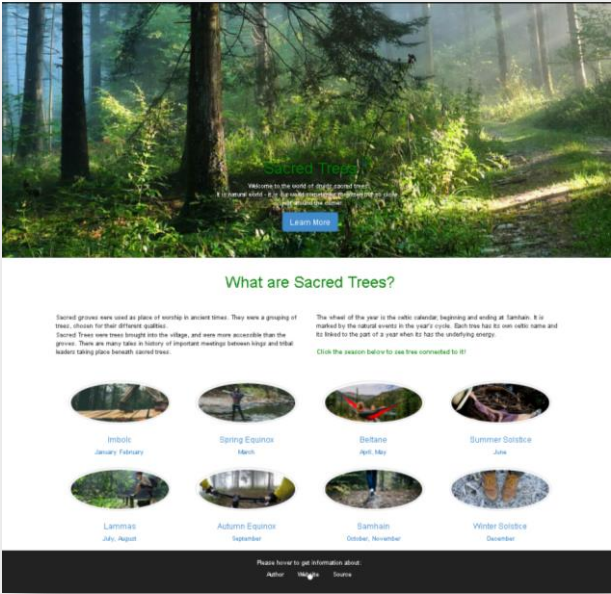 Sacred Trees
Welcome to the world of druids sacred trees
Learn More
What are Sacred Trees?
Sacred groves were used as place of worship in ancient times. They were a grouping of
trees, chosen for their different qualities.
Sacred Trees were trees brought into the village, and were more accessible than the
groves. There are many tales in history of important meetings between kings and tribal
leaders taking place beneath sacred trees.
The wheel of the year is the celtic calendar, beginning and ending at Samhain. It is
marked by the natural events in the year's cycle. Each tree has its own celtic name and
its linked to the part of a year when its has the underlying energy.
Click the season below to see tree connected to it!
Imbolc Spring Equinox Beltane Summer Solstice
January February March April, May June
Lammas Autumn Equinox Samhain Winter Solstice
July, August September October, November December
Please hover to get information about:
Author Website Source